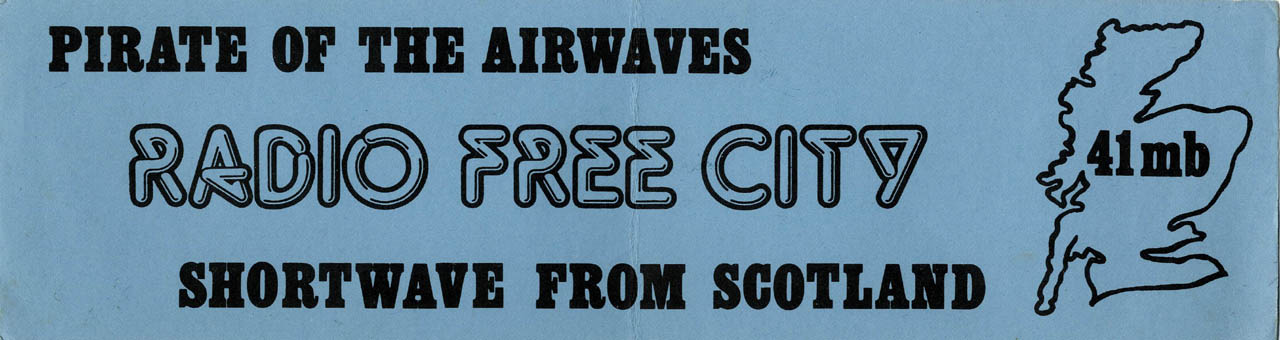 PIRATE OF THE AIRWAVES
RADIO FREE CITY
SHORTWAVE FROM SCOTLAND
41mb